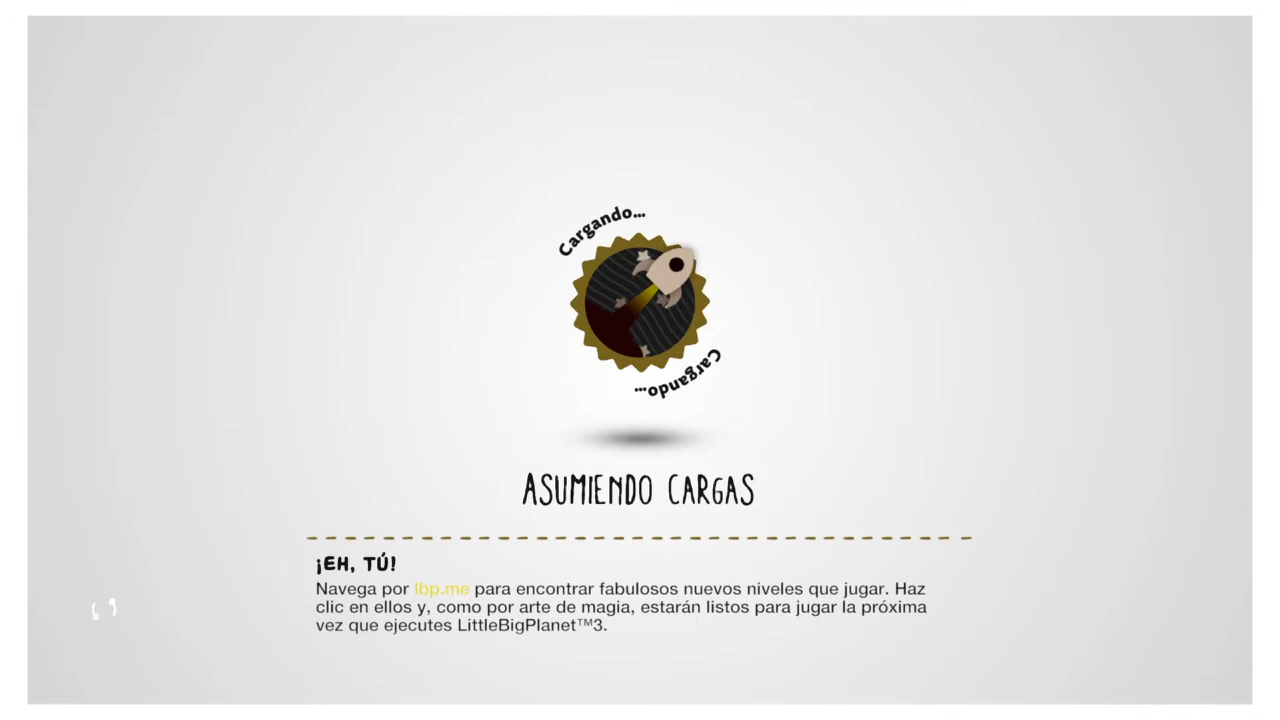 Cargando...
Cargando...
ASUMIENDO CARGAS
¡EH, TÚ!
Navega por lbp.me para encontrar fabulosos nuevos niveles que jugar. Haz
clic en ellos y, como por arte de magia, estarán listos para jugar la próxima
vez que ejecutes LittleBigPlanet™3.